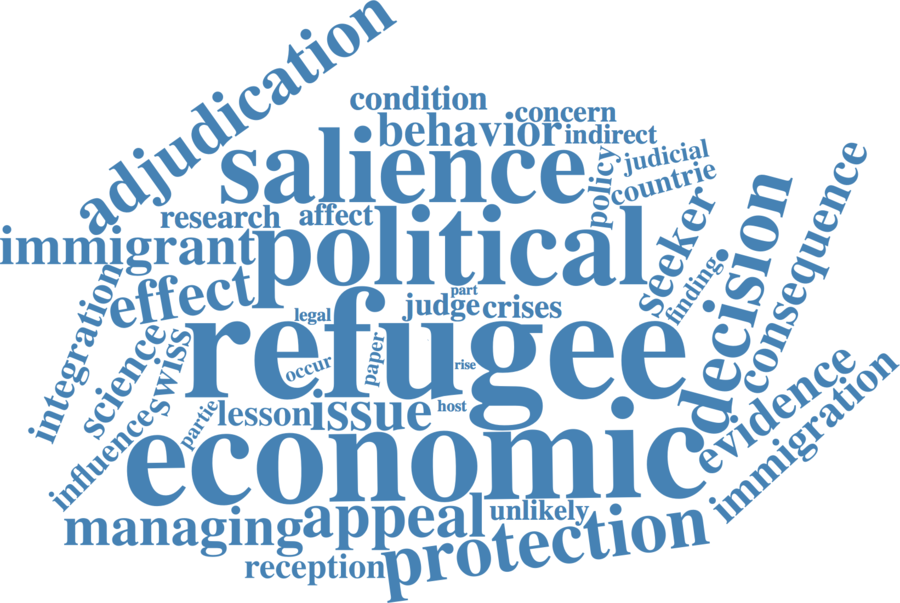 adjudication
condition
concern
behavior
indirect
salience
policy
judicial
countrie
research
affect
immigrant
political
seeker
decision
consequence
integration
effect
part
judge
crises
finding
legal
refugee
science
swiss
occur
paper
rise
influence
partie
lesson
issue
host
evidence
immigration
economic
managing
appeal
unlikely
protection
reception